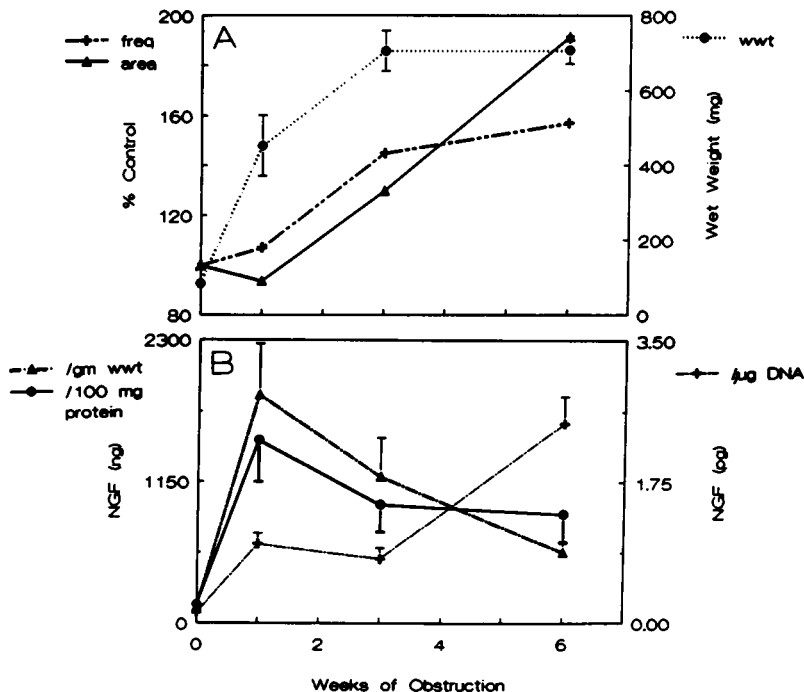 A
freq
area
wwt
200
160
120
80
% Control
800
600
400
200
0
Wet Weight (mg)
B
/gm wwt
/100 mg
protein
/µg DNA
2300
1150
0
NGF (ng)
3.50
1.75
0.00
NGF (pg)
0
2
4
6
Weeks of Obstruction